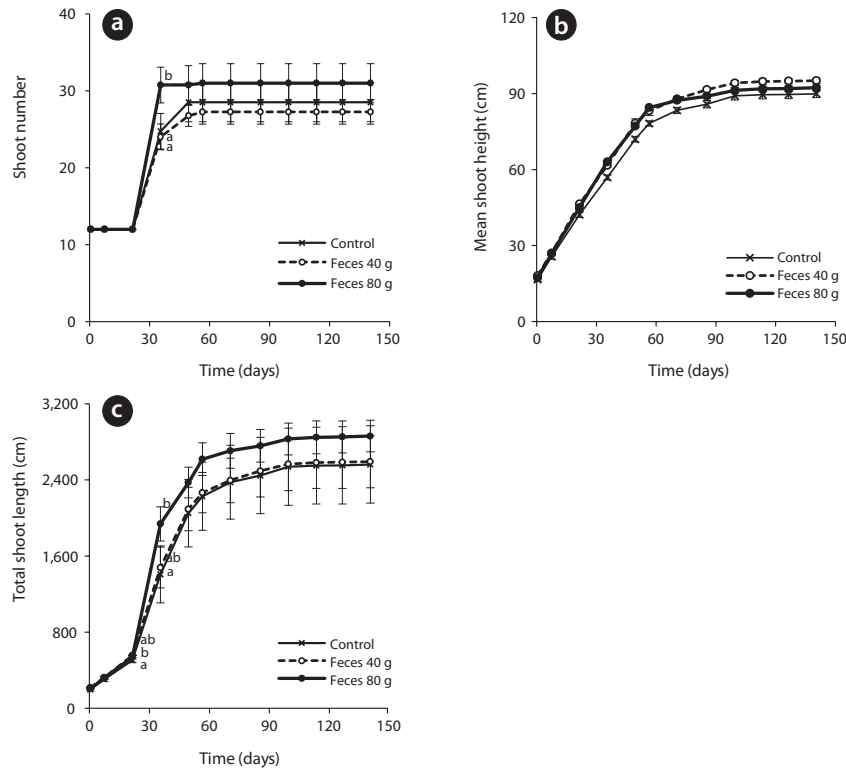 a
40
30
20
10
0
Shoot number
b
a
a
Control
Feces 40 g
Feces 80 g
0 30 60 90 120 150
Time (days)
b
120
90
60
30
0
Mean shoot height (cm)
Control
Feces 40 g
Feces 80 g
0 30 60 90 120 150
Time (days)
c
3,200
2,400
1,600
800
0
Total shoot length (cm)
b
ab
a
ab
b
a
Control
Feces 40 g
Feces 80 g
0 30 60 90 120 150
Time (days)